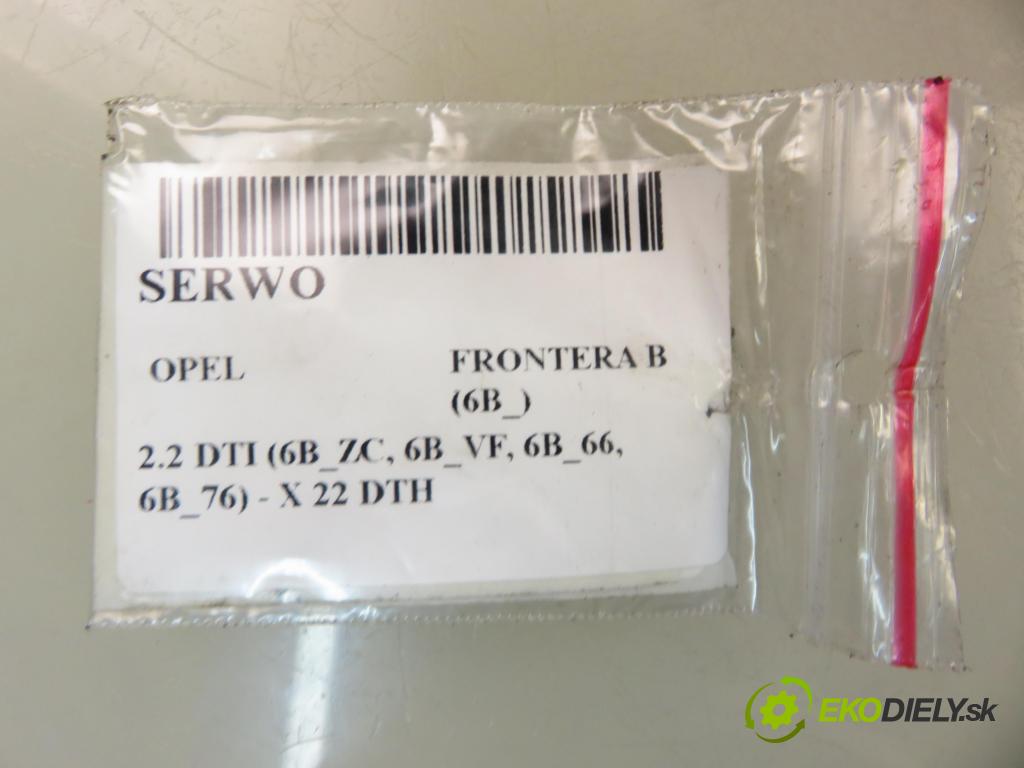 SERWO
OPEL FRONTERA B
(6B_)
2.2 DTI (6B_ZC, 6B_VF, 6B_66,
6B_76) - X 22 DTH
EKODIELY.sk